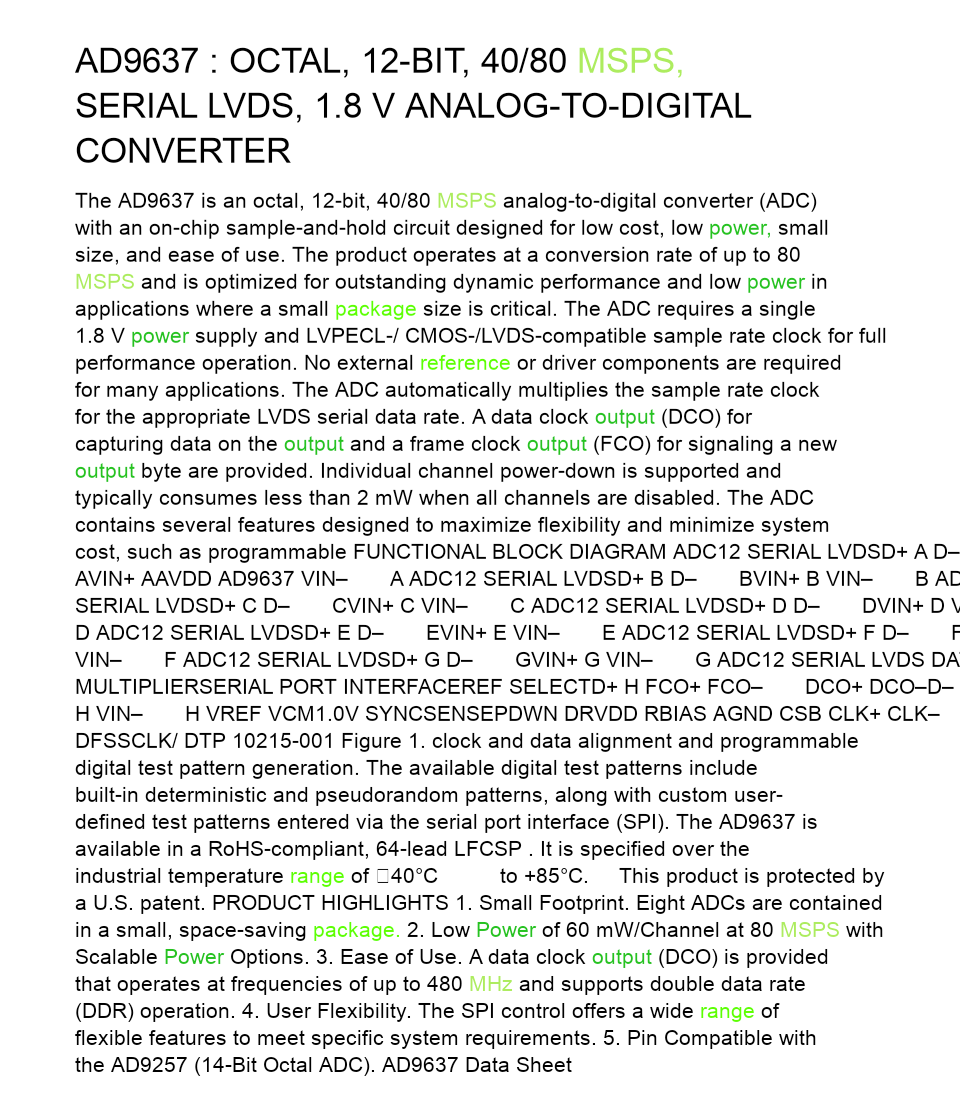 AD9637 : OCTAL, 12-BIT, 40/80 MSPS,
SERIAL LVDS, 1.8 V ANALOG-TO-DIGITAL
CONVERTER
The AD9637 is an octal, 12-bit, 40/80 MSPS analog-to-digital converter (ADC)
with an on-chip sample-and-hold circuit designed for low cost, low power, small
size, and ease of use. The product operates at a conversion rate of up to 80
MSPS and is optimized for outstanding dynamic performance and low power in
applications where a small package size is critical. The ADC requires a single
1.8 V power supply and LVPECL-/ CMOS-/LVDS-compatible sample rate clock for full
performance operation. No external reference or driver components are required
for many applications. The ADC automatically multiplies the sample rate clock
for the appropriate LVDS serial data rate. A data clock output (DCO) for
capturing data on the output and a frame clock output (FCO) for signaling a new
output byte are provided. Individual channel power-down is supported and
typically consumes less than 2 mW when all channels are disabled. The ADC
contains several features designed to maximize flexibility and minimize system
cost, such as programmable FUNCTIONAL BLOCK DIAGRAM ADC12 SERIAL LVDSD+ A D–
AVIN+ AAVDD AD9637 VIN– A ADC12 SERIAL LVDSD+ B D– BVIN+ B VIN– B AD
SERIAL LVDSD+ C D– CVIN+ C VIN– C ADC12 SERIAL LVDSD+ D D– DVIN+ D V
D ADC12 SERIAL LVDSD+ E D– EVIN+ E VIN– E ADC12 SERIAL LVDSD+ F D– F
VIN– F ADC12 SERIAL LVDSD+ G D– GVIN+ G VIN– G ADC12 SERIAL LVDS DA
MULTIPLIERSERIAL PORT INTERFACEREF SELECTD+ H FCO+ FCO– DCO+ DCO–D–
H VIN– H VREF VCM1.0V SYNCSENSEPDWN DRVDD RBIAS AGND CSB CLK+ CLK–
DFSSCLK/ DTP 10215-001 Figure 1. clock and data alignment and programmable
digital test pattern generation. The available digital test patterns include
built-in deterministic and pseudorandom patterns, along with custom user-
defined test patterns entered via the serial port interface (SPI). The AD9637 is
available in a RoHS-compliant, 64-lead LFCSP . It is specified over the
industrial temperature range of □40°C to +85°C. This product is protected by
a U.S. patent. PRODUCT HIGHLIGHTS 1. Small Footprint. Eight ADCs are contained
in a small, space-saving package. 2. Low Power of 60 mW/Channel at 80 MSPS with
Scalable Power Options. 3. Ease of Use. A data clock output (DCO) is provided
that operates at frequencies of up to 480 MHz and supports double data rate
(DDR) operation. 4. User Flexibility. The SPI control offers a wide range of
flexible features to meet specific system requirements. 5. Pin Compatible with
the AD9257 (14-Bit Octal ADC). AD9637 Data Sheet